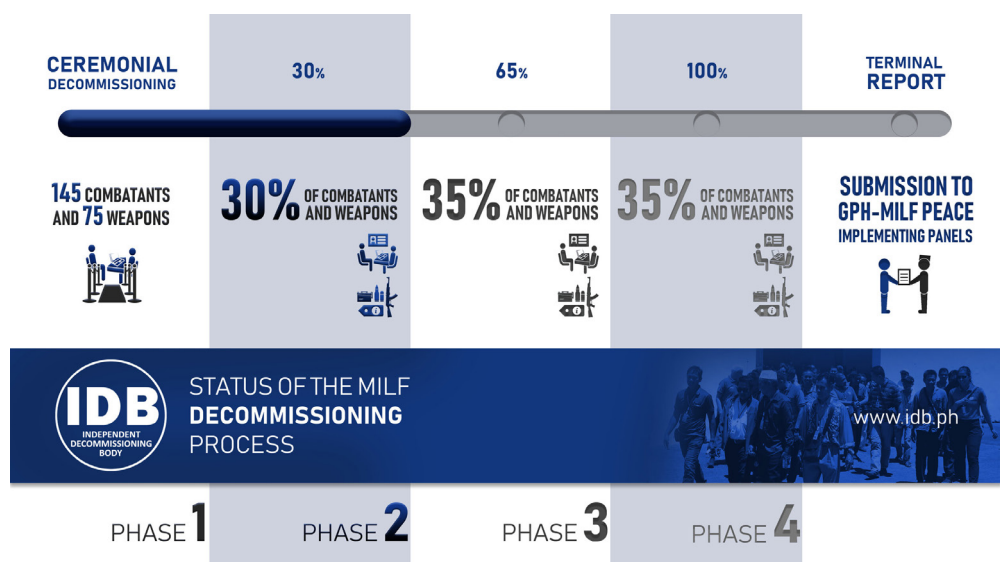 CEREMONIAL
DECOMMISSIONING
30%
65%
100%
TERMINAL
REPORT
145 COMBATANTS
AND 75 WEAPONS
30% OF COMBATANTS
AND WEAPONS
35% OF COMBATANTS
AND WEAPONS
35% OF COMBATANTS
AND WEAPONS
SUBMISSION TO
GPH-MILF PEACE
IMPLEMENTING PANELS
IDB
INDEPENDENT
DECOMMISSIONING
BODY
STATUS OF THE MILF
DECOMMISSIONING
PROCESS
www.idb.ph
PHASE 1
PHASE 2
PHASE 3
PHASE 4